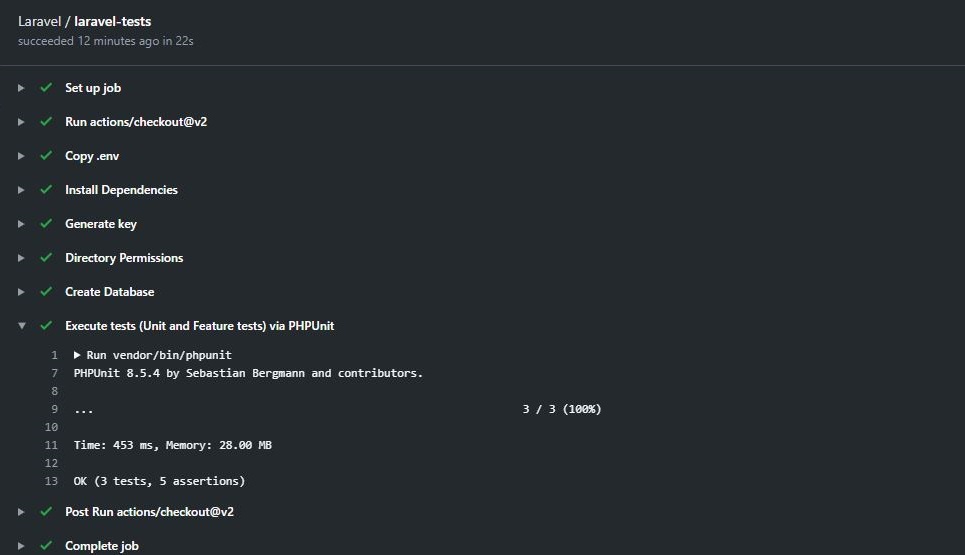 Laravel / laravel-tests
succeeded 12 minutes ago in 22s
Set up job
Run actions/checkout@v2
Copy .env
Install Dependencies
Generate key
Directory Permissions
Create Database
Execute tests (Unit and Feature tests) via PHPUnit
1 Run vendor/bin/phpunit
7 PHPUnit 8.5.4 by Sebastian Bergmann and contributors.
8
9 ... 3 / 3 (100%)
10
11 Time: 453 ms, Memory: 28.00 MB
12
13 OK (3 tests, 5 assertions)
Post Run actions/checkout@v2
Complete job